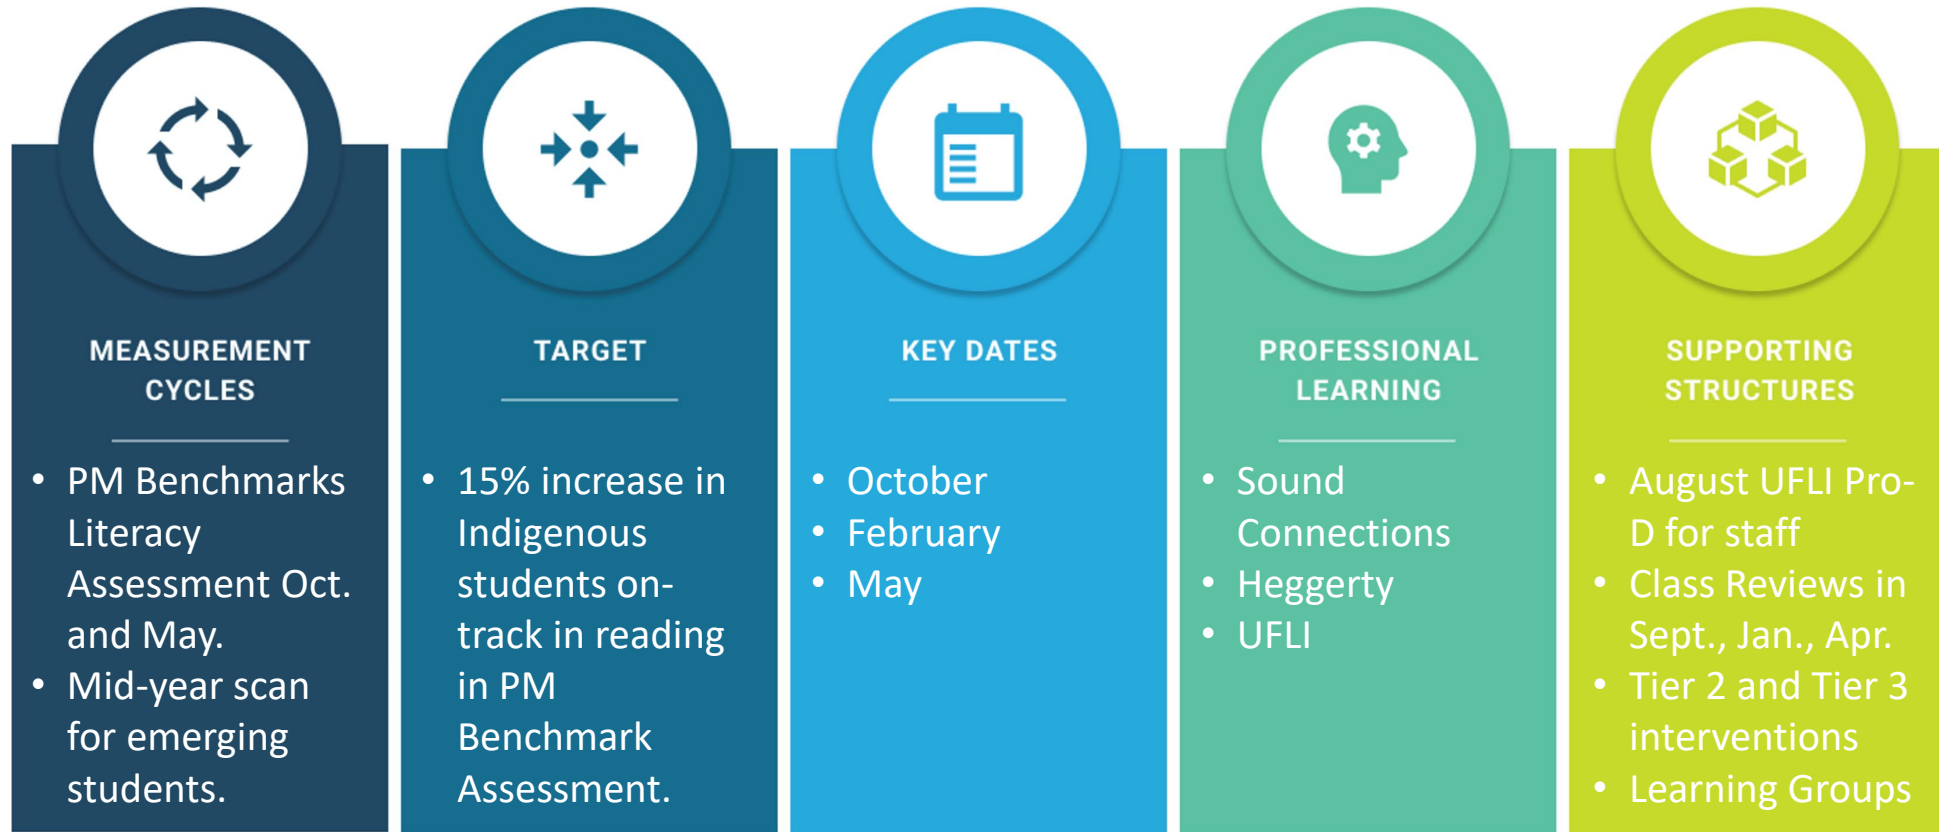 MEASUREMENT
CYCLES
• PM Benchmarks
Literacy
Assessment Oct.
and May.
• Mid-year scan
for emerging
students.
TARGET
• 15% increase in
Indigenous
students on-
track in reading
in PM
Benchmark
Assessment.
KEY DATES
• October
• February
• May
PROFESSIONAL
LEARNING
• Sound
Connections
• Heggerty
• UFLI
SUPPORTING
STRUCTURES
• August UFLI Pro-
D for staff
• Class Reviews in
Sept., Jan., Apr.
• Tier 2 and Tier 3
interventions
• Learning Groups